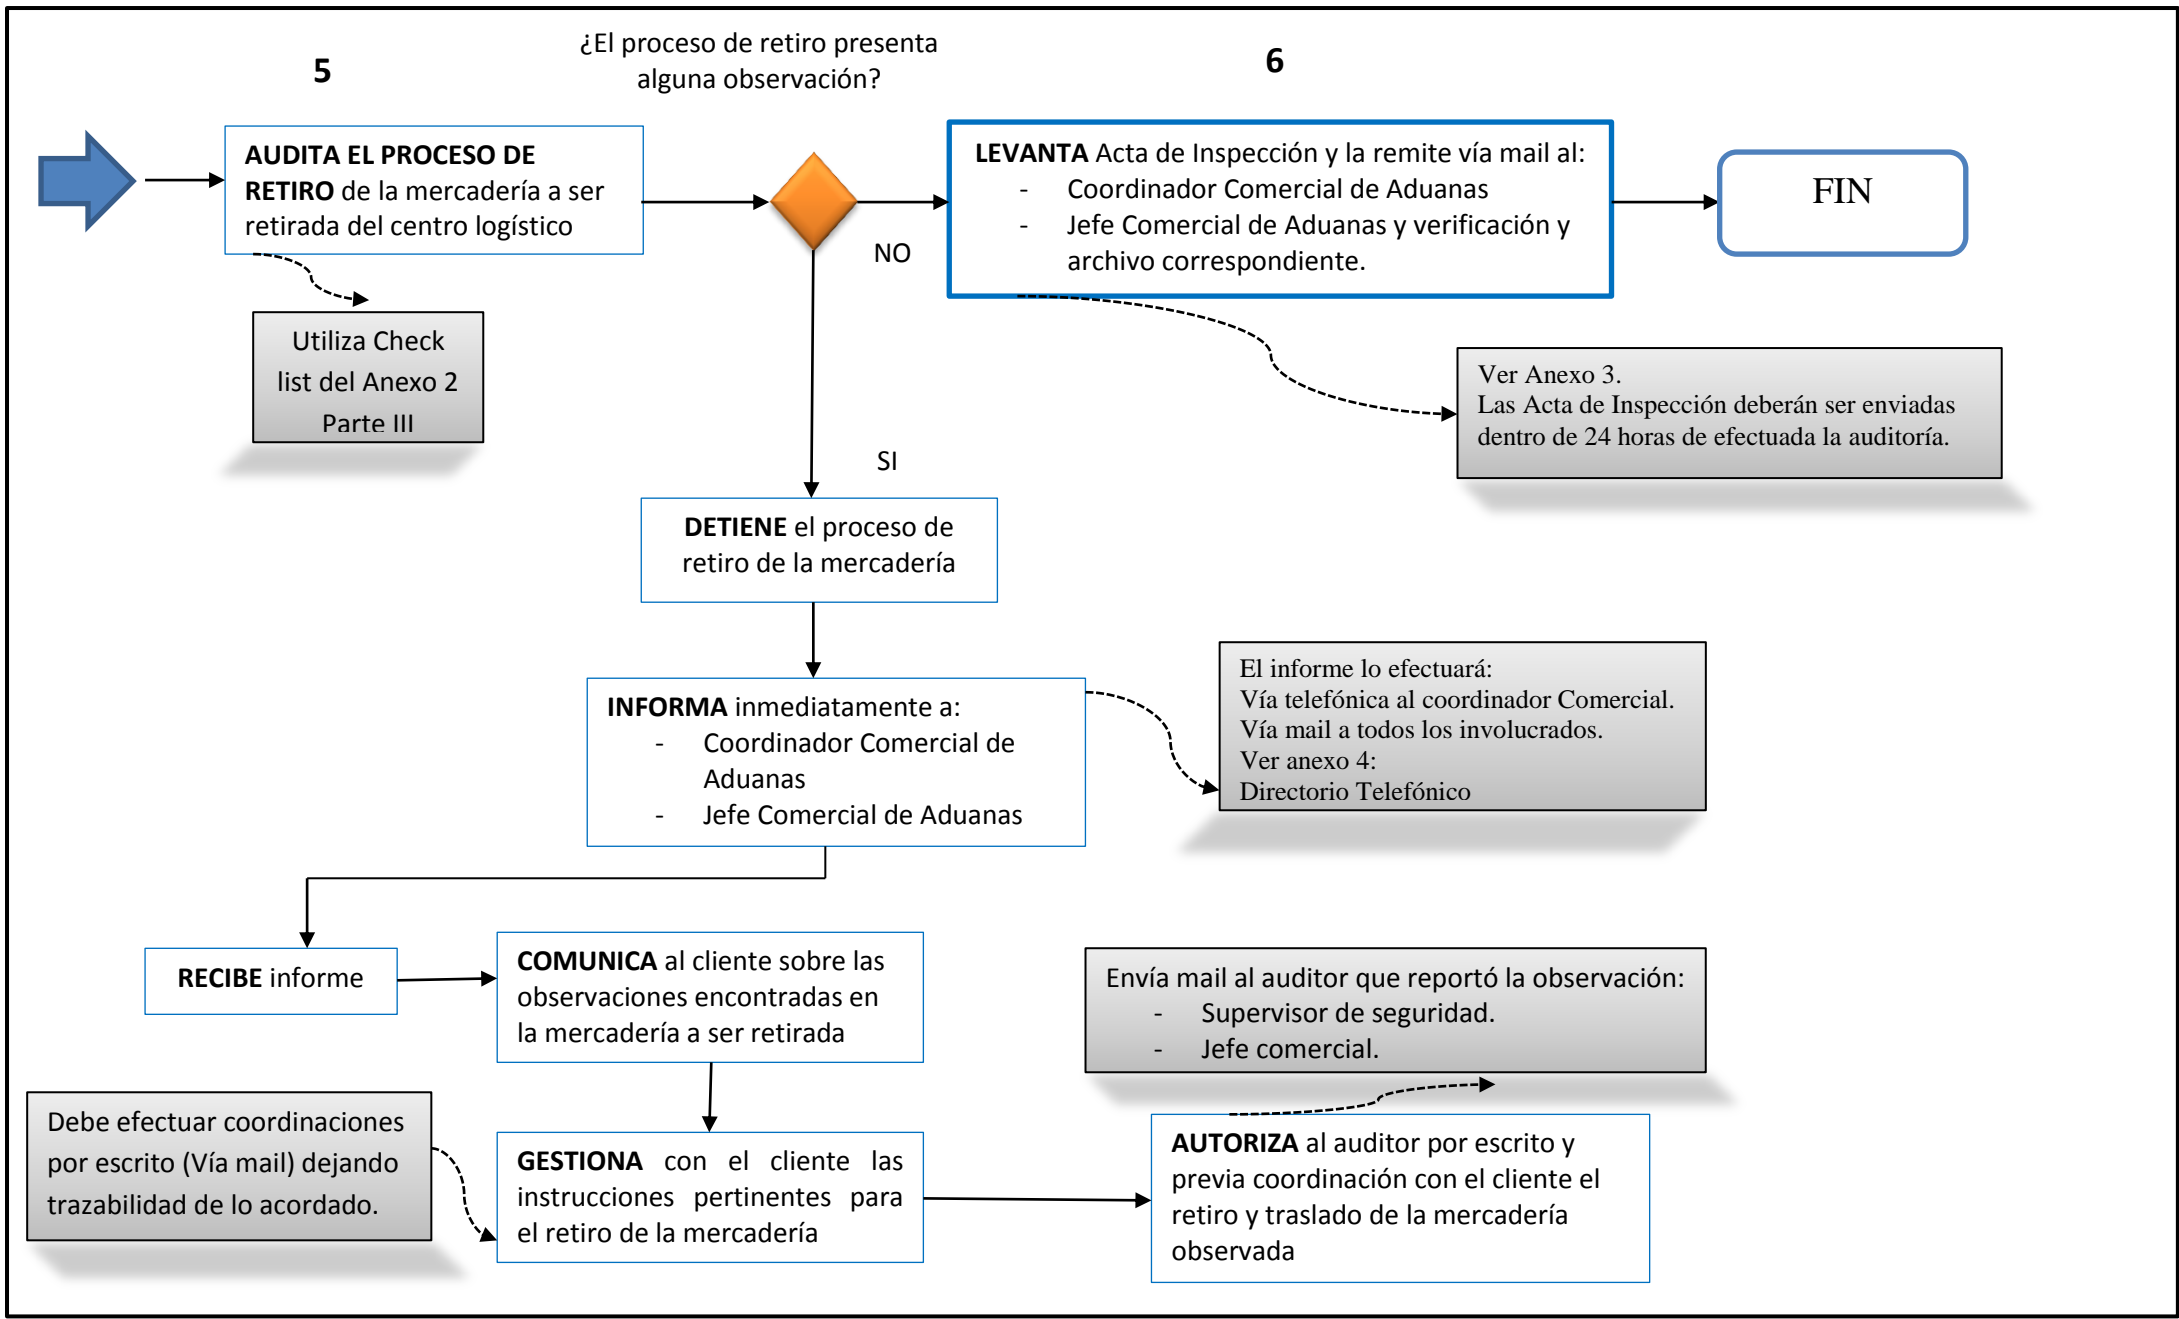 5
¿El proceso de retiro presenta
alguna observación?
6
AUDITA EL PROCESO DE
RETIRO de la mercadería a ser
retirada del centro logístico
LEVANTA Acta de Inspección y la remite vía mail al:
- Coordinador Comercial de Aduanas
- Jefe Comercial de Aduanas y verificación y
archivo correspondiente.
FIN
NO
Utiliza Check
list del Anexo 2
Parte III
Ver Anexo 3.
Las Acta de Inspección deberán ser enviadas
dentro de 24 horas de efectuada la auditoría.
SI
DETIENE el proceso de
retiro de la mercadería
INFORMA inmediatamente a:
- Coordinador Comercial de
Aduanas
- Jefe Comercial de Aduanas
El informe lo efectuará:
Vía telefónica al coordinador Comercial.
Vía mail a todos los involucrados.
Ver anexo 4:
Directorio Telefónico
RECIBE informe
COMUNICA al cliente sobre las
observaciones encontradas en
la mercadería a ser retirada
Envía mail al auditor que reportó la observación:
- Supervisor de seguridad.
- Jefe comercial.
Debe efectuar coordinaciones
por escrito (Vía mail) dejando
trazabilidad de lo acordado.
GESTIONA con el cliente las
instrucciones pertinentes para
el retiro de la mercadería
AUTORIZA al auditor por escrito y
previa coordinación con el cliente el
retiro y traslado de la mercadería
observada